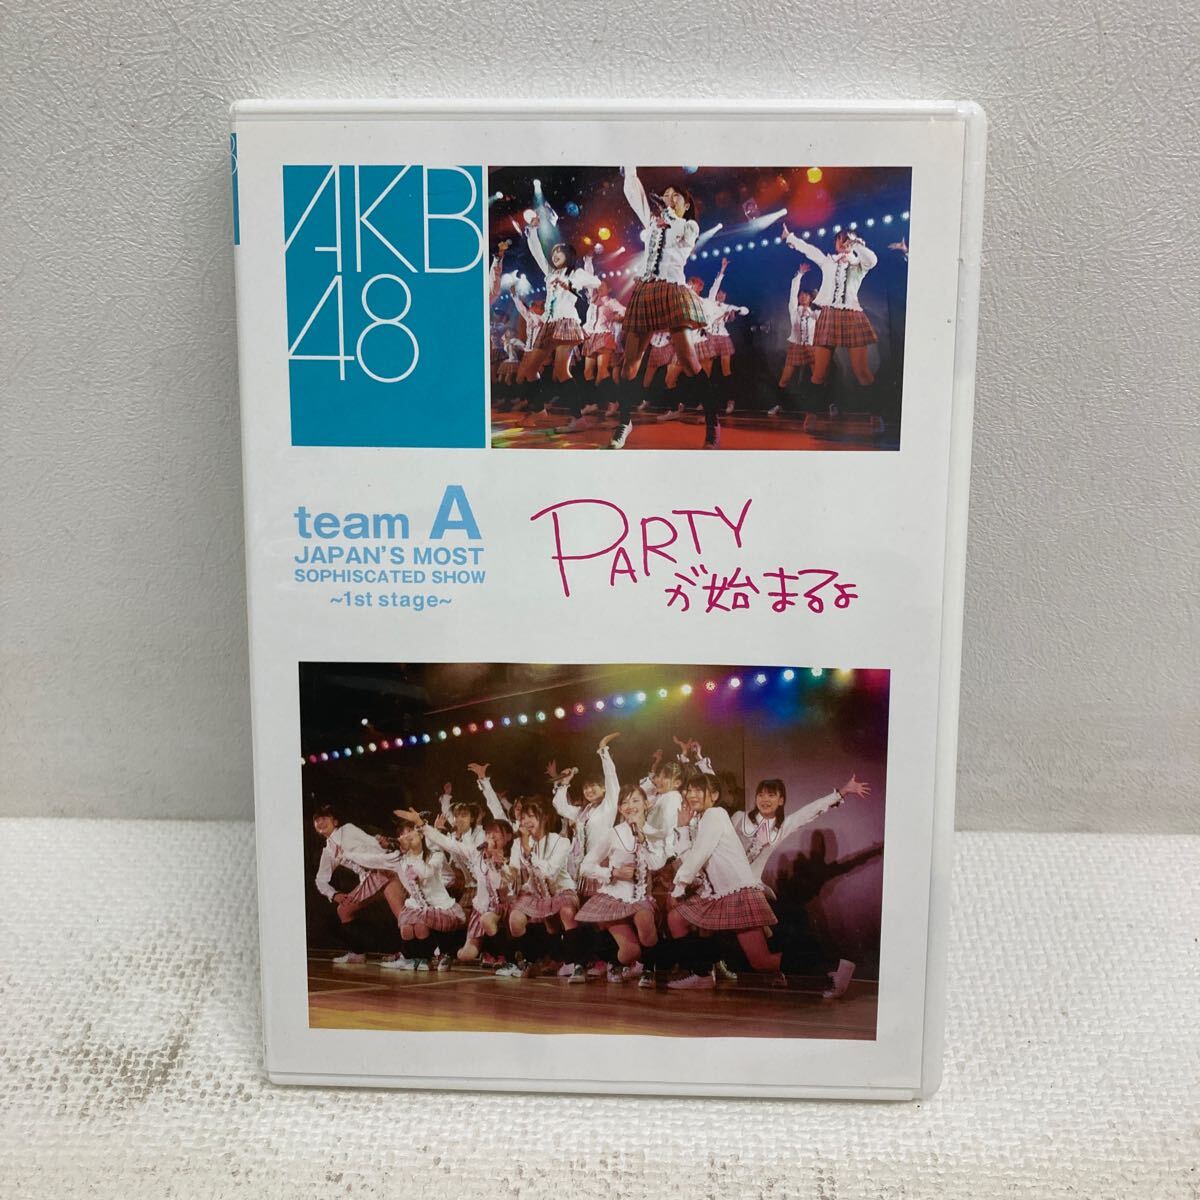 AKB
48
team A
JAPAN'S MOST
SOPHISCATED SHOW
~1st stage~
PARTY
が始まるよ